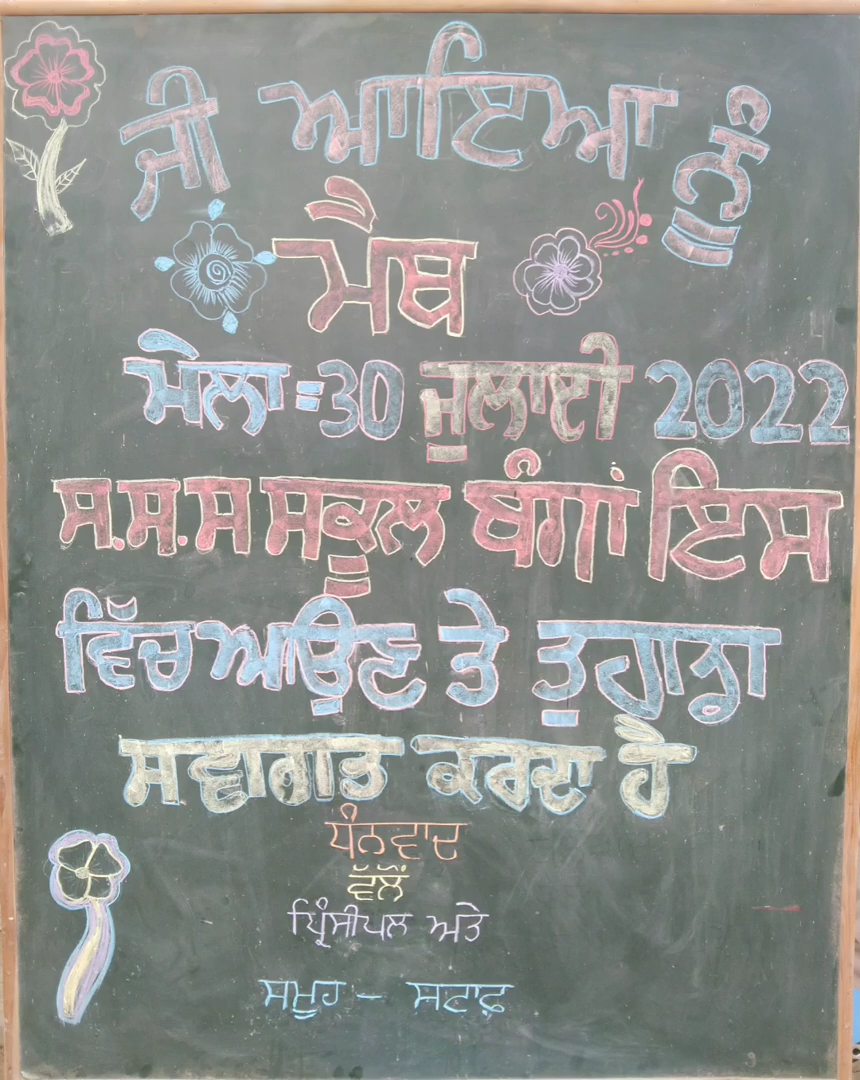 ਜੀ ਆਇਆ ਨੂੰ
ਮੈਥ
ਮੇਲਾ:=30 ਜੁਲਾਈ 2022
ਸ.ਸ.ਸ ਸਕੂਲ ਬੰਗਾਂ ਇਸ
ਵਿੱਚ ਆਉਣ ਤੇ ਤੁਹਾਨੂਾ
ਸਵਾਗਤ ਕਰਦਾ ਹੈ
ਧੰਨਵਾਦ
ਵੱਲੋਂ
ਪ੍ਰਿੰਸੀਪਲ ਅਤੇ
ਸਮੂਹ - ਸਟਾਫ਼